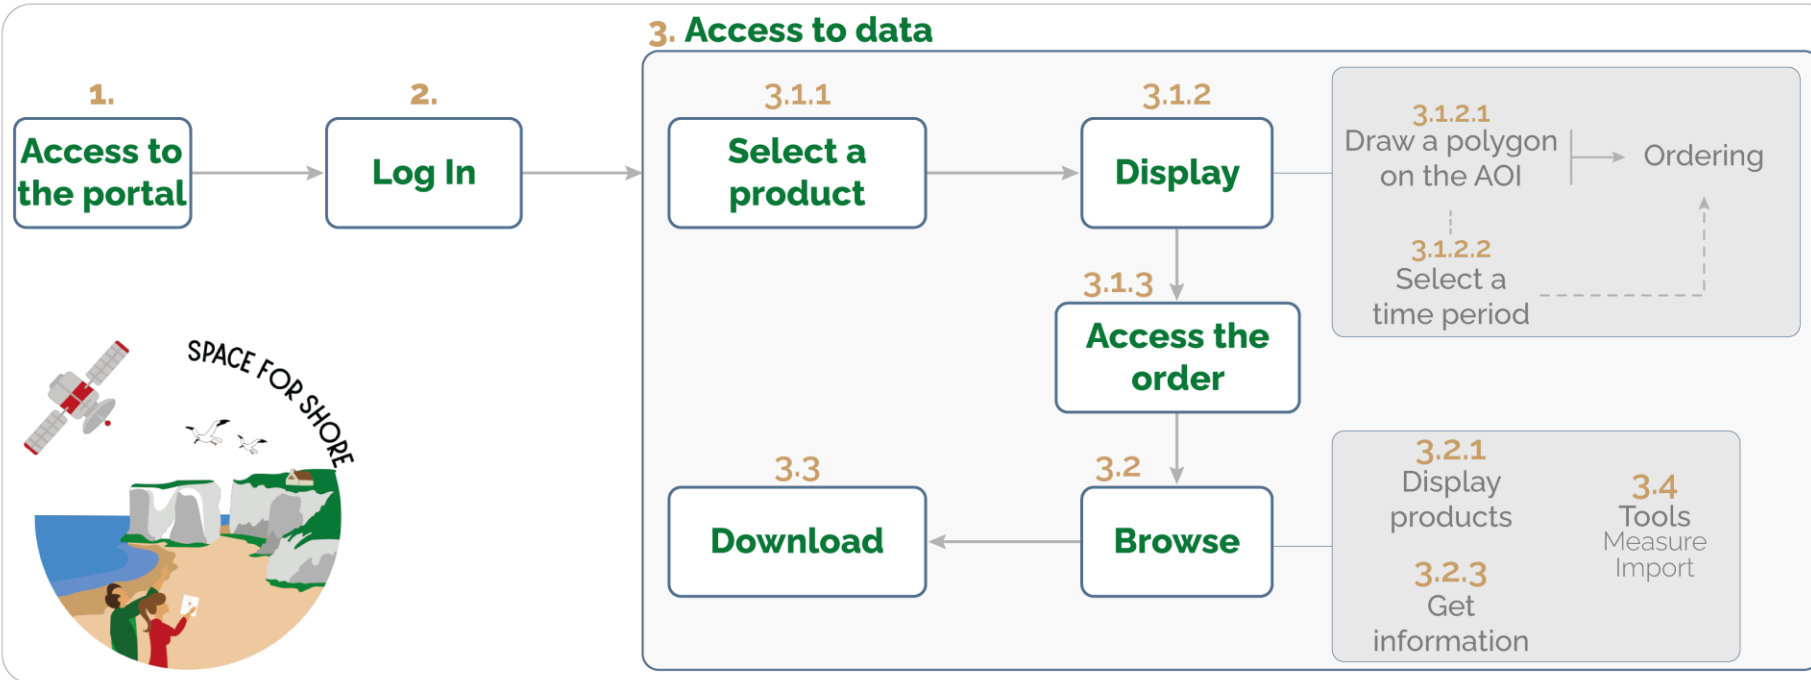 3. Access to data
1.
Access to
the portal
2.
Log In
3.1.1
Select a
product
3.1.2
Display
3.1.2.1
Draw a polygon
on the AOI
Ordering
3.1.2.2
Select a
time period
3.1.3
Access the
order
SPACE FOR SHORE
3.3
Download
3.2
Browse
3.2.1
Display
products
3.2.3
Get
information
3.4
Tools
Measure
Import